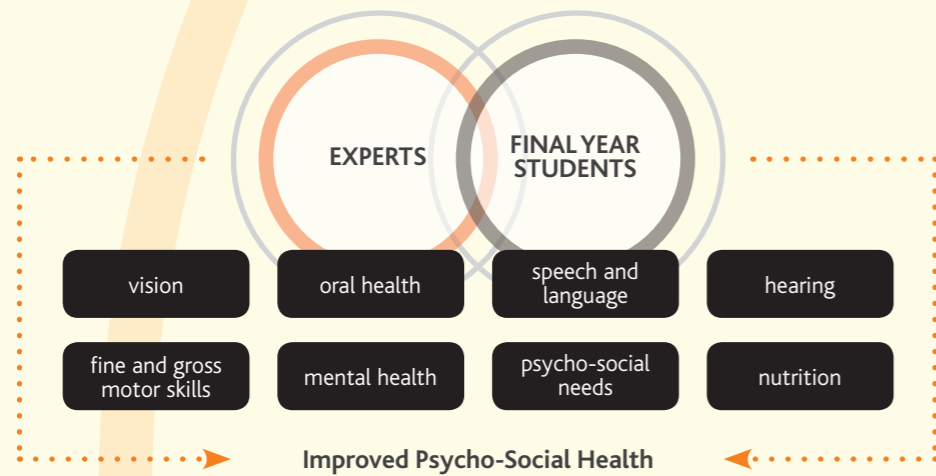 EXPERTS
FINAL YEAR
STUDENTS
vision
oral health
speech and
language
hearing
fine and gross
motor skills
mental health
psycho-social
needs
nutrition
Improved Psycho-Social Health